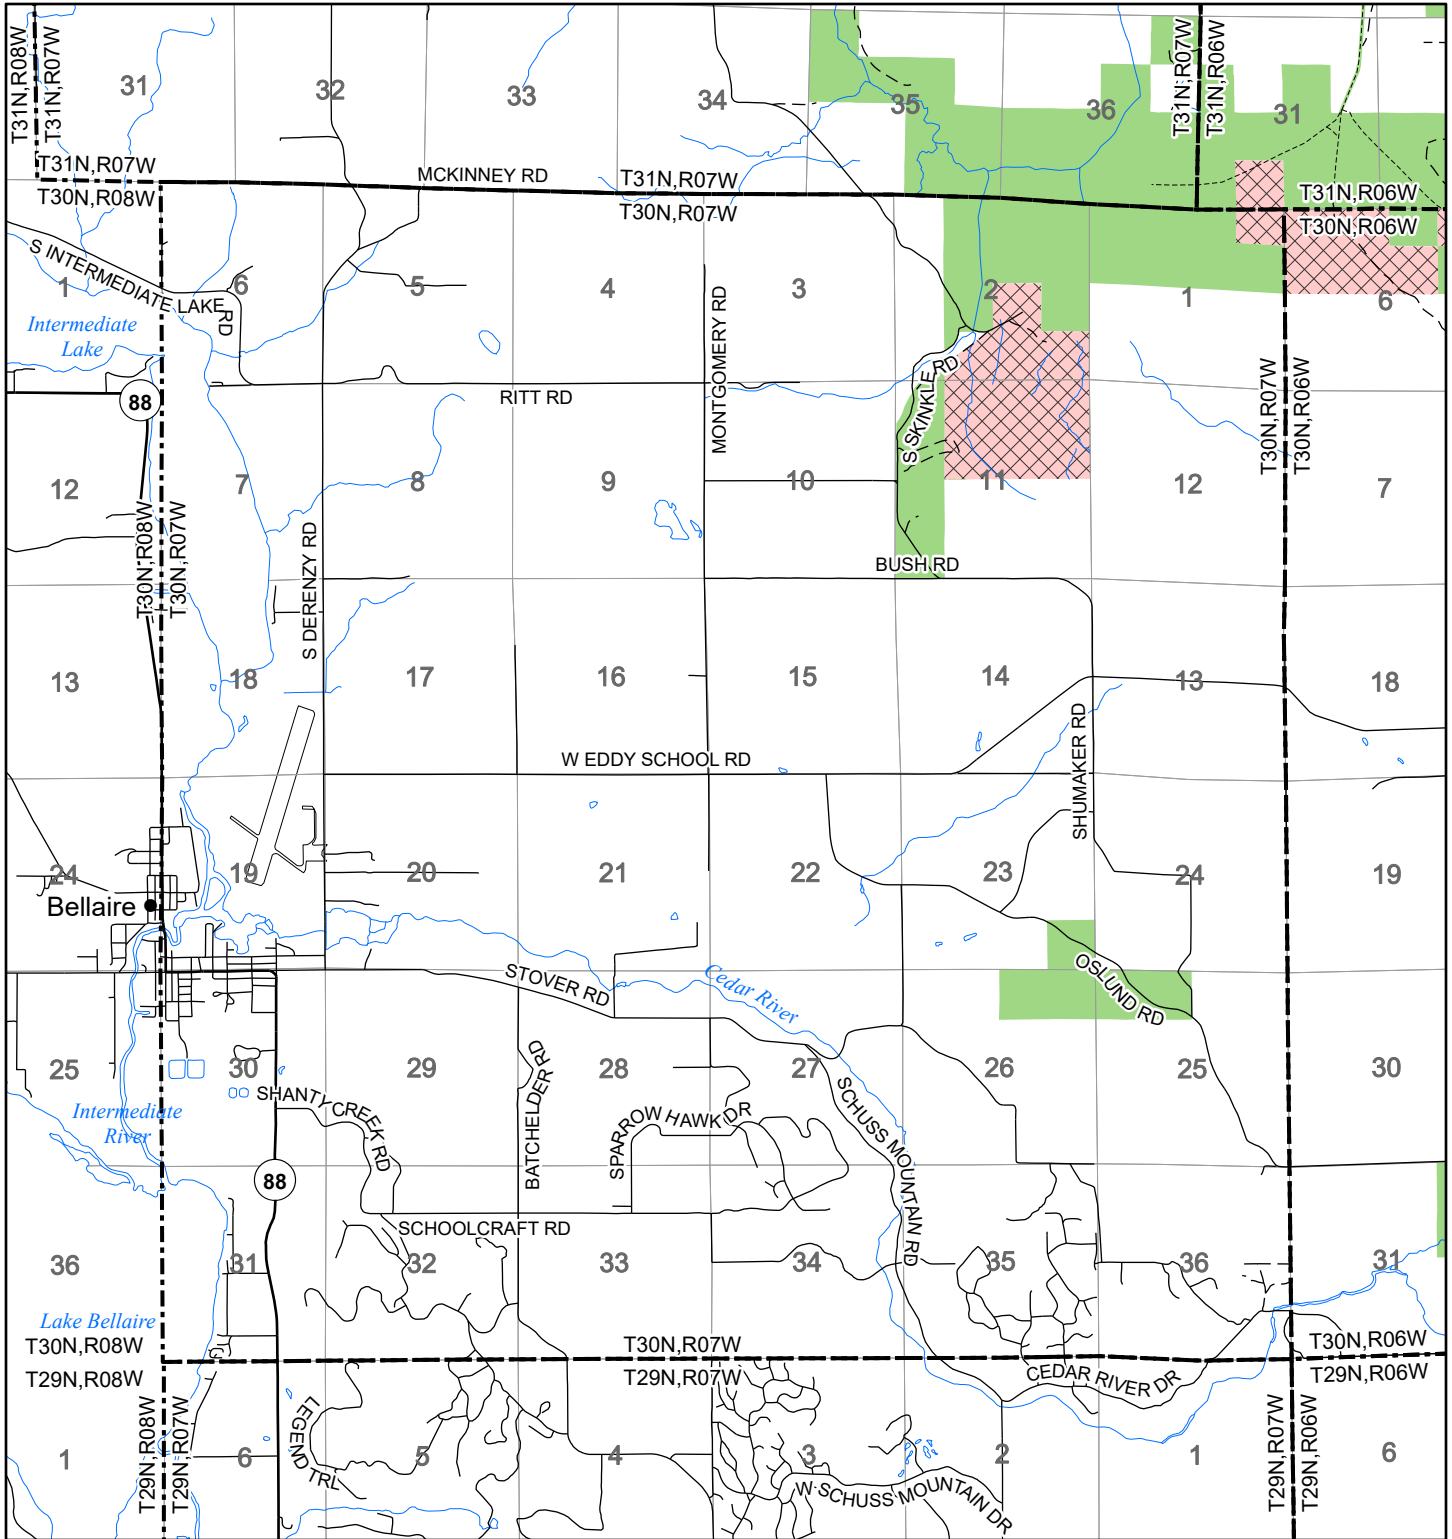 31
32
33
34
35
36
31
T31N,R08W
T31N,R07W
T31N,R07W
T31N,R06W
T31N,R07W
T30N,R08W
MCKINNEY RD
T31N,R07W
T30N,R07W
T31N,R06W
T30N,R06W
S INTERMEDIATE LAKE RD
1
6
5
4
3
2
1
6
Intermediate
Lake
MONTGOMERY RD
88
RITT RD
S SKINKLE RD
T30N,R07W
T30N,R06W
12
7
8
9
10
11
12
7
T30N,R08W
T30N,R07W
S DERENZY RD
BUSH RD
13
18
17
16
15
14
13
18
W EDDY SCHOOL RD
SHUMAKER RD
24
19
20
21
22
23
24
19
Bellaire
STOVER RD
Cedar River
OSLUND RD
25
30
29
28
27
26
25
30
BATCHELDER RD
SHANTY CREEK RD
SPARROW HAWK DR
SCHUSS MOUNTAIN RD
Intermediate
River
88
SCHOOLCRAFT RD
36
31
32
33
34
35
36
31
Lake Bellaire
T30N,R08W
T29N,R08W
T30N,R07W
T29N,R07W
T30N,R06W
T29N,R06W
CEDAR RIVER DR
T29N,R08W
T29N,R07W
LEGEND TRL
T29N,R07W
T29N,R06W
1
6
5
4
3
2
1
6
W SCHUSS MOUNTAIN DR